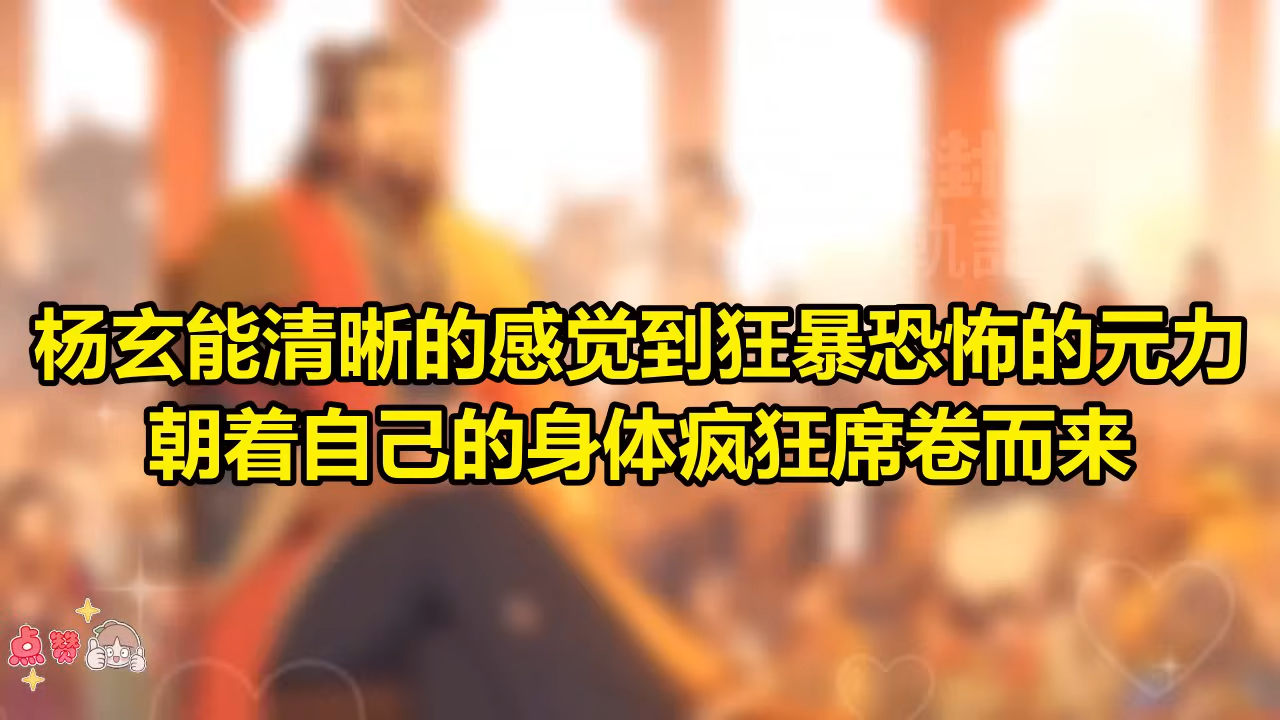 杨玄能清晰的感觉到狂暴恐怖的元力
朝着自己的身体疯狂席卷而来
点赞